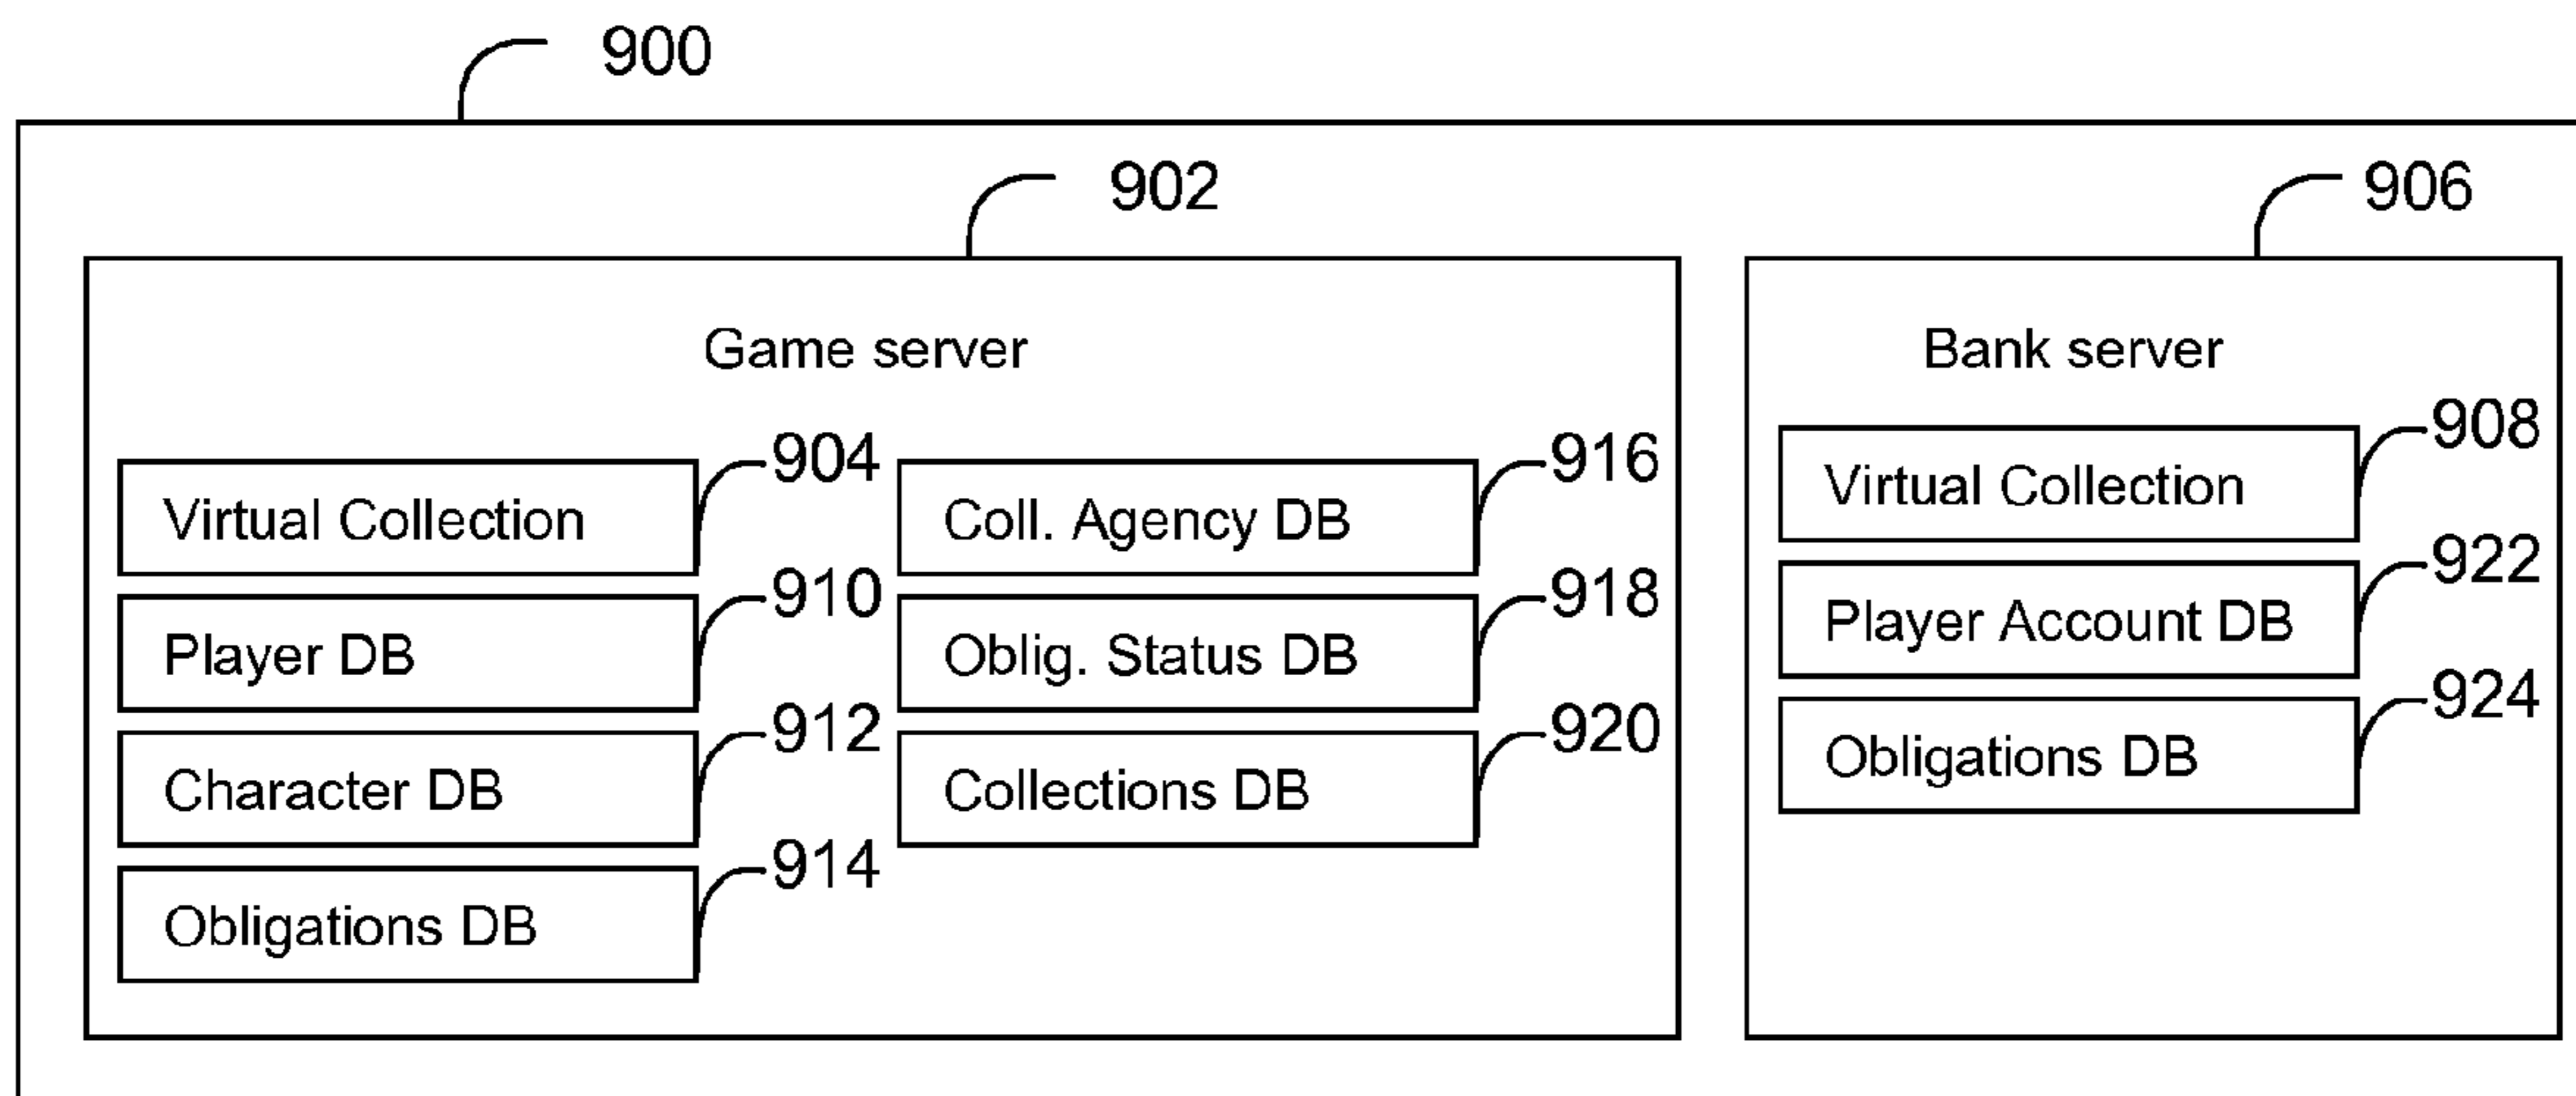 900
902
906
Game server
Bank server
904
Virtual Collection
910
Player DB
912
Character DB
914
Obligations DB
916
Coll. Agency DB
918
Oblig. Status DB
920
Collections DB
908
Virtual Collection
922
Player Account DB
924
Obligations DB